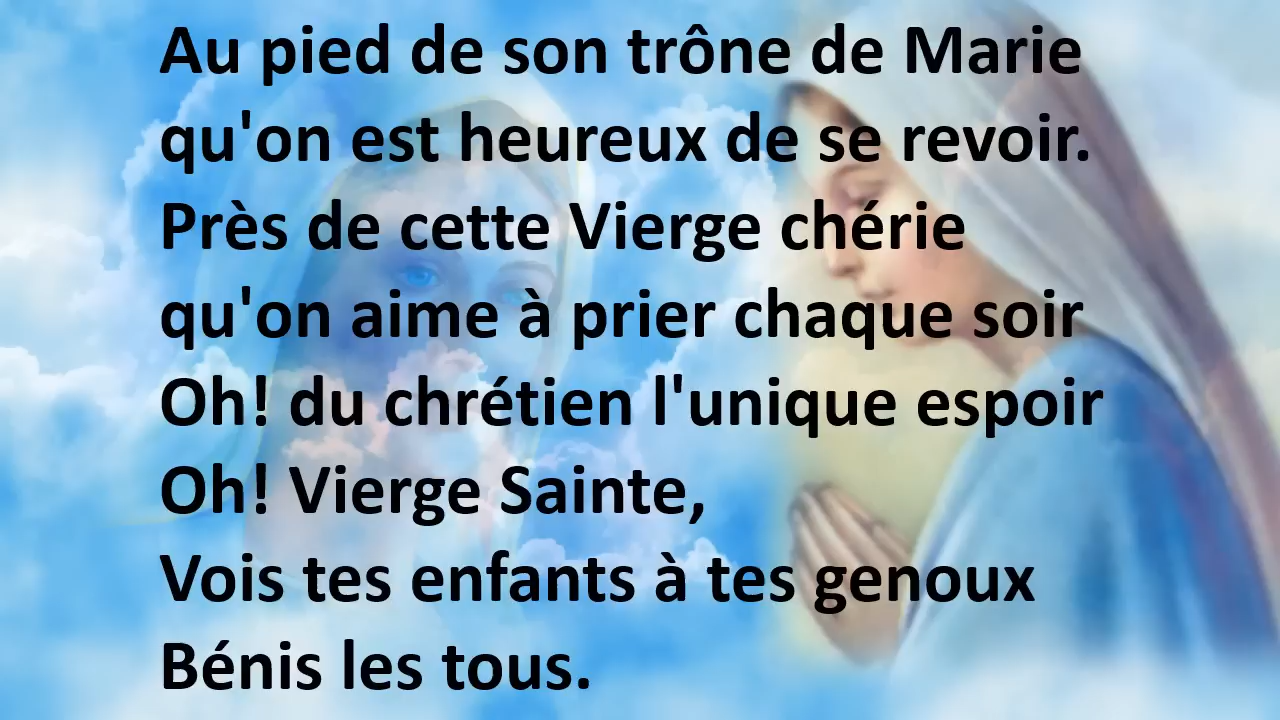 Au pied de son trône de Marie
qu'on est heureux de se revoir.
Près de cette Vierge chérie
qu'on aime à prier chaque soir
Oh! du chrétien l'unique espoir
Oh! Vierge Sainte,
Vois tes enfants à tes genoux
Bénis les tous.